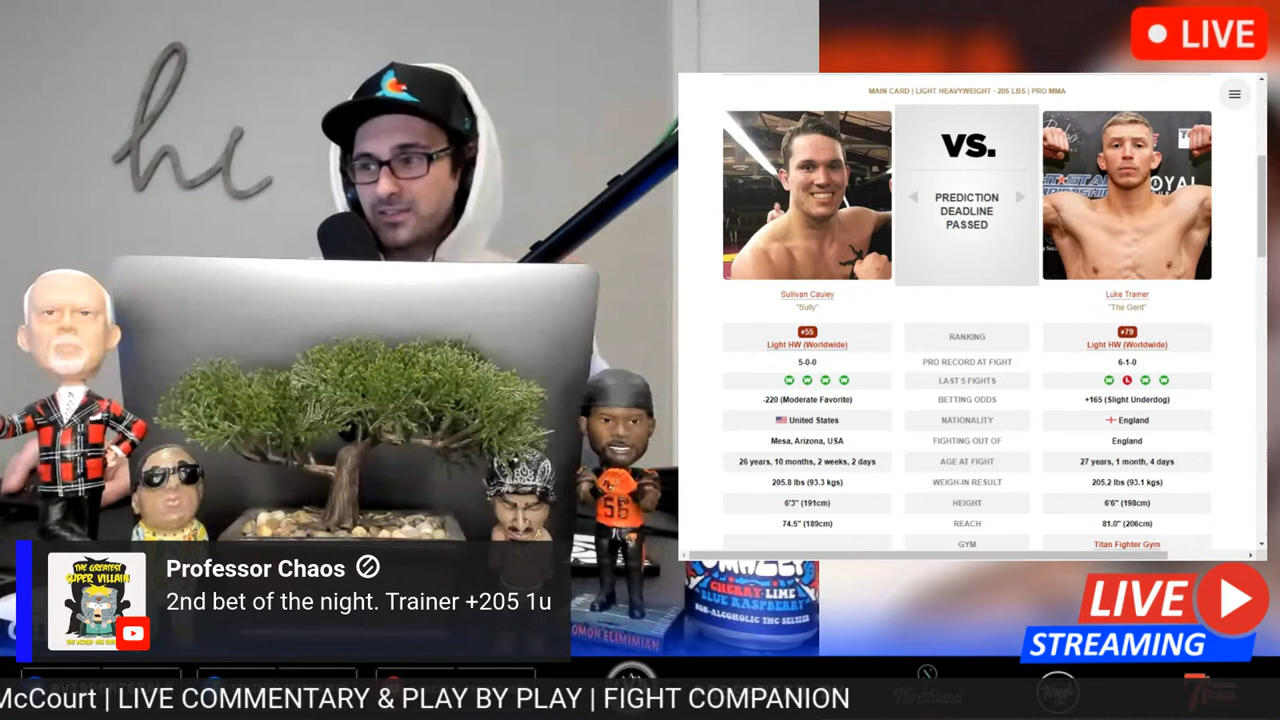 hi
LIVE
MAIN CARD | LIGHT HEAVYWEIGHT · 205 LBS | PRO MMA
VS.
PREDICTION
DEADLINE
PASSED
ROYAL
Sullivan Cauley
"Sully"
Luke Trainer
"The Gent"
#55
Light HW (Worldwide)
RANKING
#79
Light HW (Worldwide)
5-0-0
PRO RECORD AT FIGHT
6-1-0
W W W W
LAST 5 FIGHTS
W L W W
-220 (Moderate Favorite)
BETTING ODDS
+165 (Slight Underdog)
United States
NATIONALITY
England
Mesa, Arizona, USA
FIGHTING OUT OF
England
26 years, 10 months, 2 weeks, 2 days
AGE AT FIGHT
27 years, 1 month, 4 days
205.8 lbs (93.3 kgs)
WEIGH-IN RESULT
205.2 lbs (93.1 kgs)
6'3" (191cm)
HEIGHT
6'6" (198cm)
74.5" (189cm)
REACH
81.0" (206cm)
GYM
Titan Fighter Gym
56
THE GREATEST
SUPER VILLAIN
Professor Chaos
2nd bet of the night. Trainer +205 1u
CHERRY-LIME
BLUE RASPBERRY
NON-ALCOHOLIC THC SELTZER
SOLOMON ELIMIMIAN
LIVE
STREAMING
McCourt | LIVE COMMENTARY & PLAY BY PLAY | FIGHT COMPANION